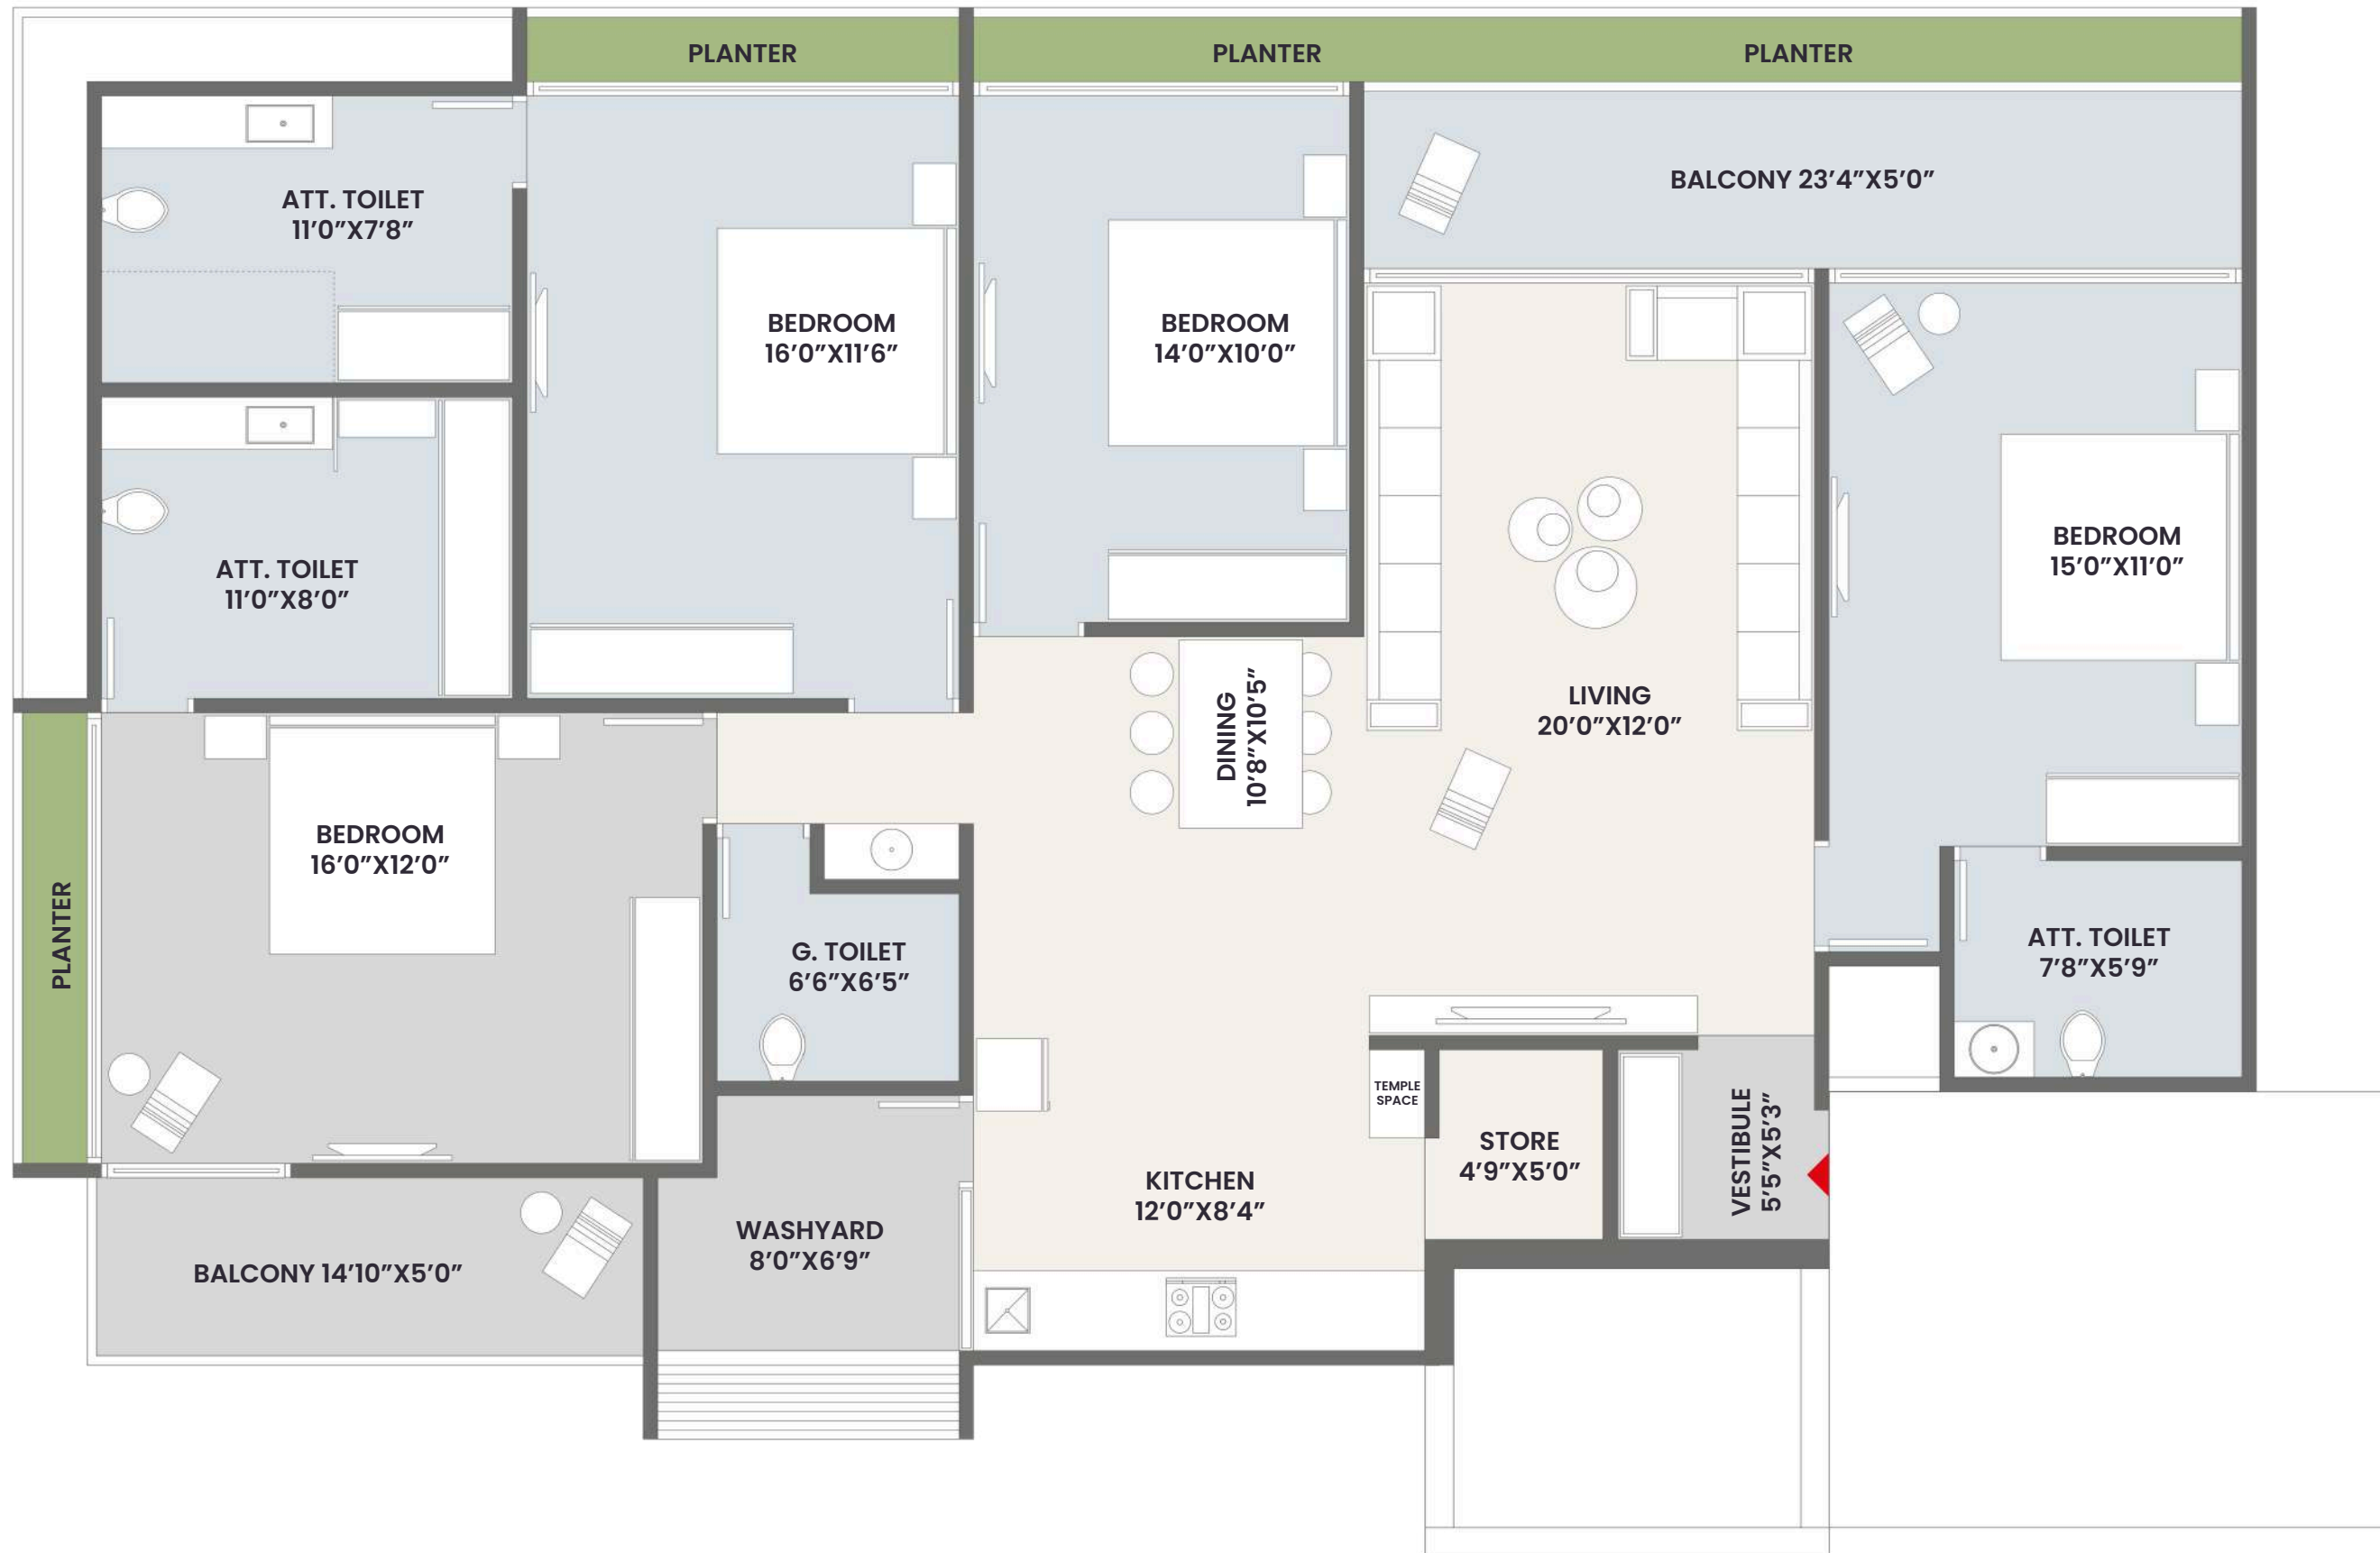 PLANTER
PLANTER
PLANTER
BALCONY 23’4”X5’0”
ATT. TOILET
11’0”X7’8”
BEDROOM
16’0”X11’6”
BEDROOM
14’0”X10’0”
BEDROOM
15’0”X11’0”
ATT. TOILET
11’0”X8’0”
LIVING
20’0”X12’0”
DINING
10’8”X10’5”
BEDROOM
16’0”X12’0”
PLANTER
G. TOILET
6’6”X6’5”
ATT. TOILET
7’8”X5’9”
TEMPLE
SPACE
STORE
4’9”X5’0”
VESTIBULE
5’5”X5’3”
KITCHEN
12’0”X8’4”
WASHYARD
8’0”X6’9”
BALCONY 14’10”X5’0”